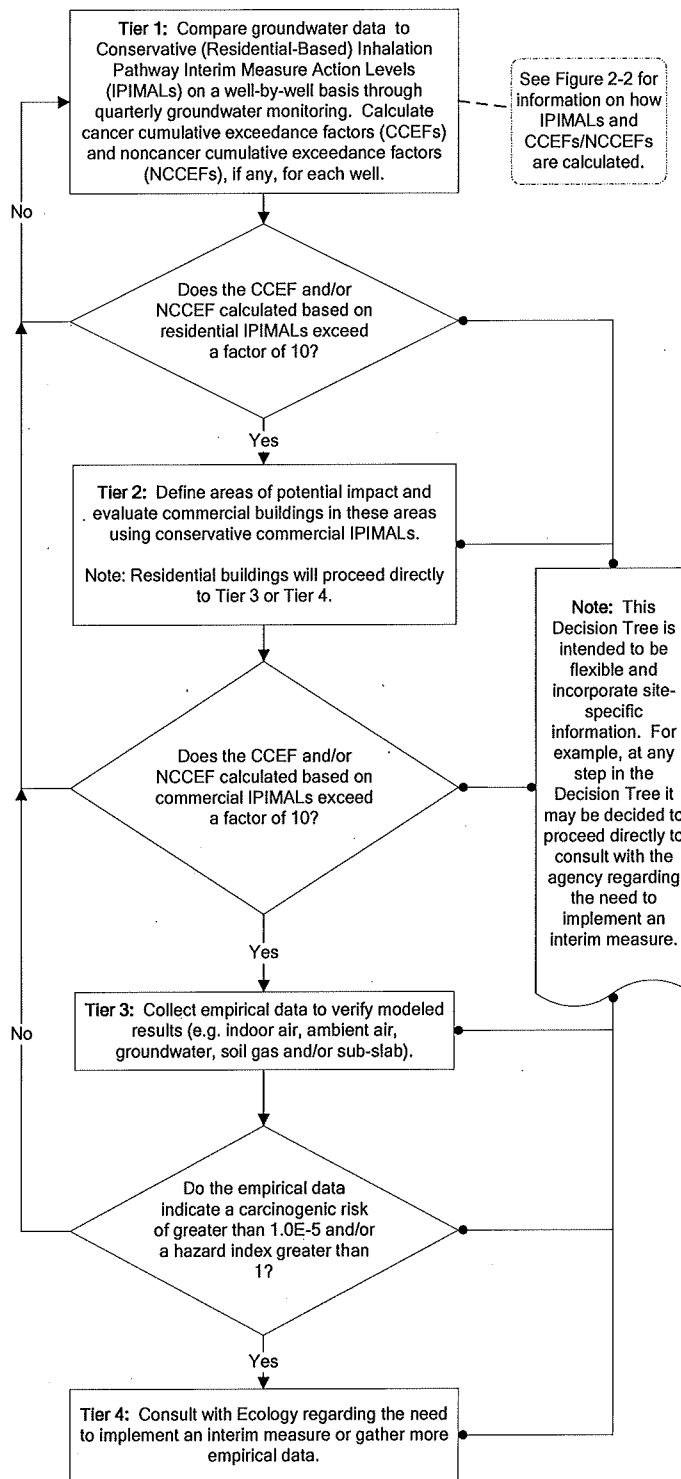 Tier 1: Compare groundwater data to
Conservative (Residential-Based) Inhalation
Pathway Interim Measure Action Levels
(IPIMALs) on a well-by-well basis through
quarterly groundwater monitoring. Calculate
cancer cumulative exceedance factors (CCEFs)
and noncancer cumulative exceedance factors
(NCCEFs), if any, for each well.
See Figure 2-2 for
information on how
IPIMALs and
CCEFs/NCCEFs
are calculated.
No
Does the CCEF and/or
NCCEF calculated based on
residential IPIMALs exceed
a factor of 10?
Yes
Tier 2: Define areas of potential impact and
evaluate commercial buildings in these areas
using conservative commercial IPIMALs.
Note: Residential buildings will proceed directly
to Tier 3 or Tier 4.
Note: This
Decision Tree is
intended to be
flexible and
incorporate site-
specific
information. For
example, at any
step in the
Decision Tree it
may be decided to
proceed directly to
consult with the
agency regarding
the need to
implement an
interim measure.
Does the CCEF and/or
NCCEF calculated based on
commercial IPIMALs exceed
a factor of 10?
Yes
No
Tier 3: Collect empirical data to verify modeled
results (e.g. indoor air, ambient air,
groundwater, soil gas and/or sub-slab).
Do the empirical data
indicate a carcinogenic risk
of greater than 1.0E-5 and/or
a hazard index greater than
1?
Yes
Tier 4: Consult with Ecology regarding the need
to implement an interim measure or gather more
empirical data.